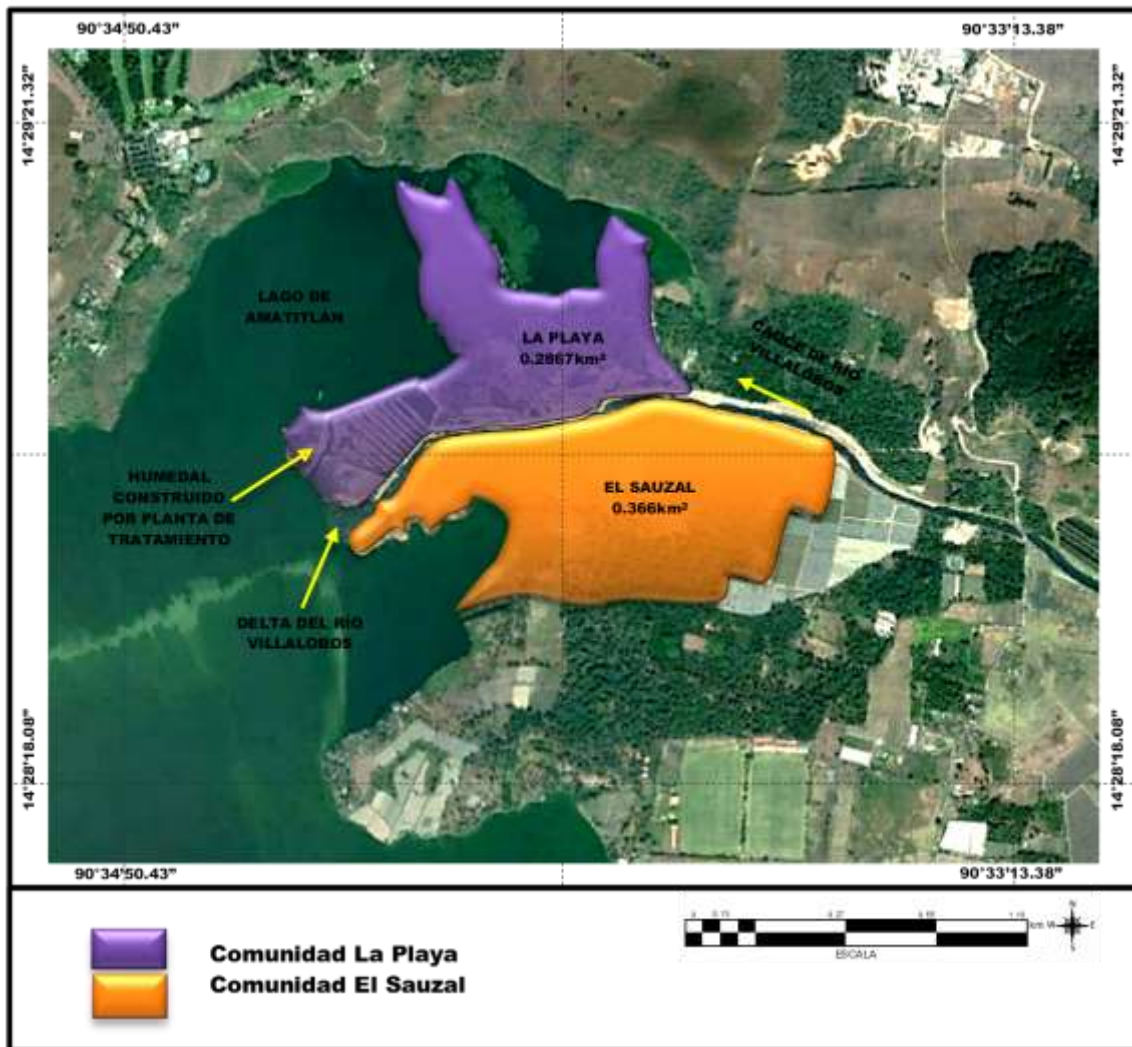 90°34'50.43"
90°33'13.38"
14°29'21.32"
14°29'21.32"
LAGO DE
AMATITLÁN
LA PLAYA
0.2867km²
CAUCE DE RÍO
VILLALOBOS
HUMEDAL
CONSTRUIDO
POR PLANTA DE
TRATAMIENTO
EL SAUZAL
0.366km²
DELTA DEL RÍO
VILLALOBOS
14°28'18.08"
14°28'18.08"
90°34'50.43"
90°33'13.38"
Comunidad La Playa
Comunidad El Sauzal
km
N
W
E
S
ESCALA